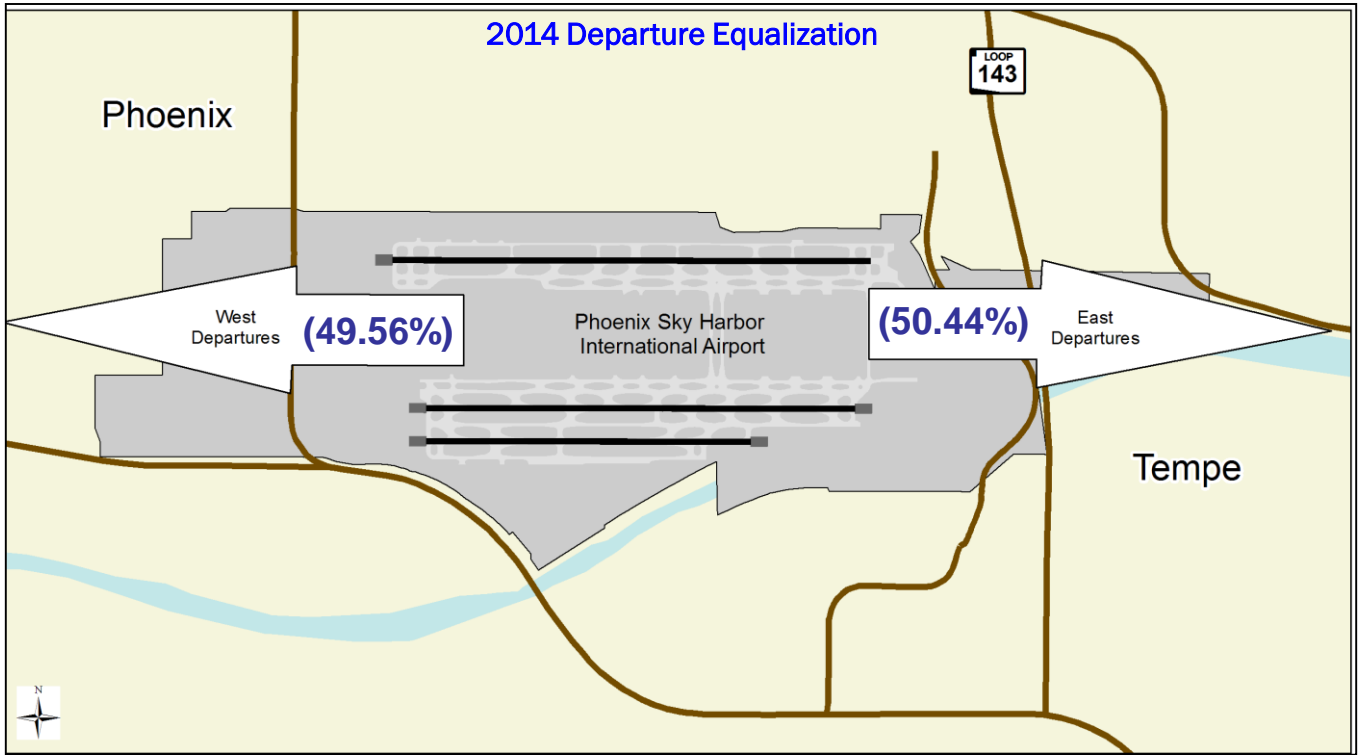 2014 Departure Equalization
LOOP
143
Phoenix
West
Departures
(49.56%)
Phoenix Sky Harbor
International Airport
(50.44%)
East
Departures
Tempe
N